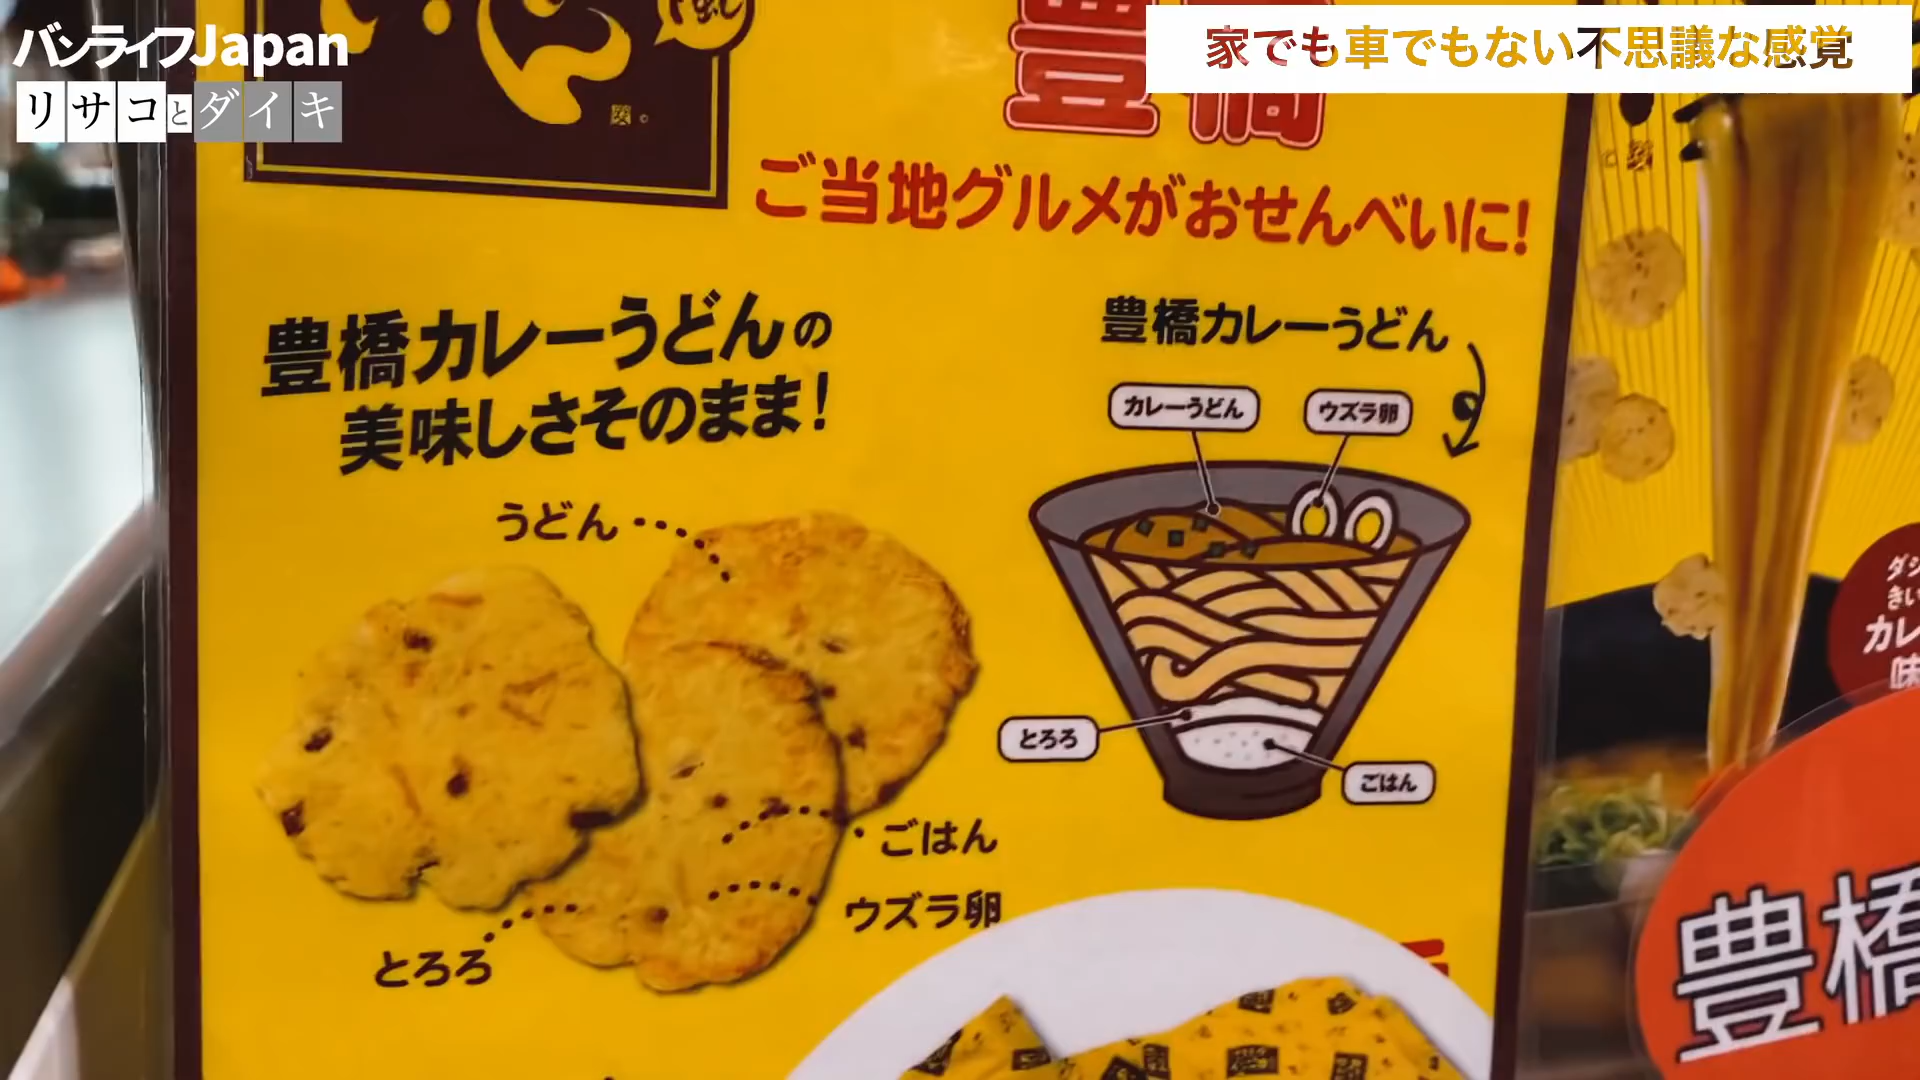 バンライフJapan
リサコとダイキ
家でも車でもない不思議な感覚
豊橋
ご当地グルメがおせんべいに!
豊橋カレーうどんの
美味しさそのまま!
うどん
ごはん
ウズラ卵
とろろ
豊橋カレーうどん
カレーうどん
ウズラ卵
とろろ
ごはん
カレ
味
豊橋